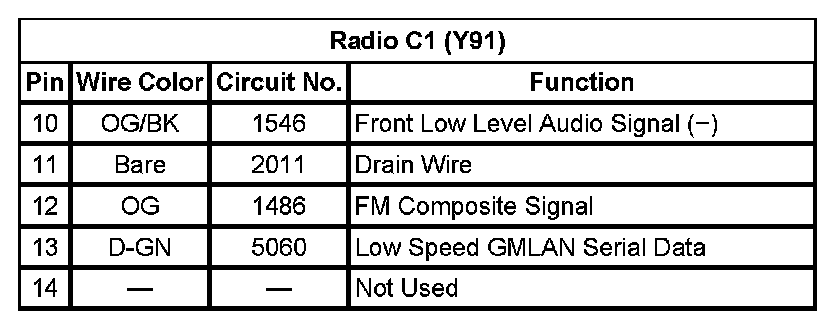 Radio C1 (Y91)
Pin Wire Color Circuit No. Function
10 OG/BK 1546 Front Low Level Audio Signal (−)
11 Bare 2011 Drain Wire
12 OG 1486 FM Composite Signal
13 D-GN 5060 Low Speed GMLAN Serial Data
14 — — Not Used